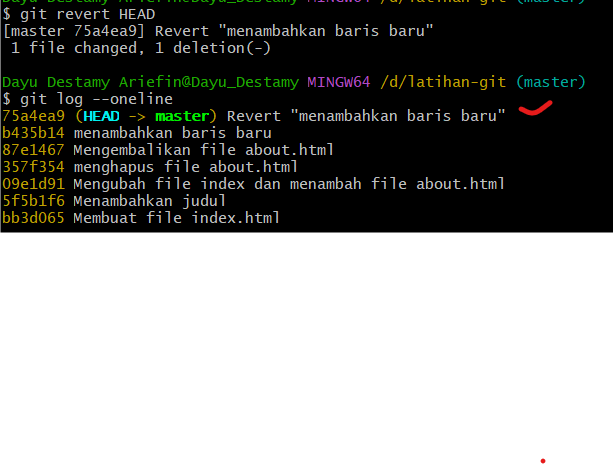 Dayu Destamy Ariefin@Dayu_Destamy MINGW64 /d/latihan-git (master)
$ git revert HEAD
[master 75a4ea9] Revert "menambahkan baris baru"
 1 file changed, 1 deletion(-)
Dayu Destamy Ariefin@Dayu_Destamy MINGW64 /d/latihan-git (master)
$ git log --oneline
75a4ea9 (HEAD -> master) Revert "menambahkan baris baru"
b435b14 menambahkan baris baru
87e1467 Mengembalikan file about.html
357f354 menghapus file about.html
09e1d91 Mengubah file index dan menambah file about.html
5f5b1f6 Menambahkan judul
bb3d065 Membuat file index.html